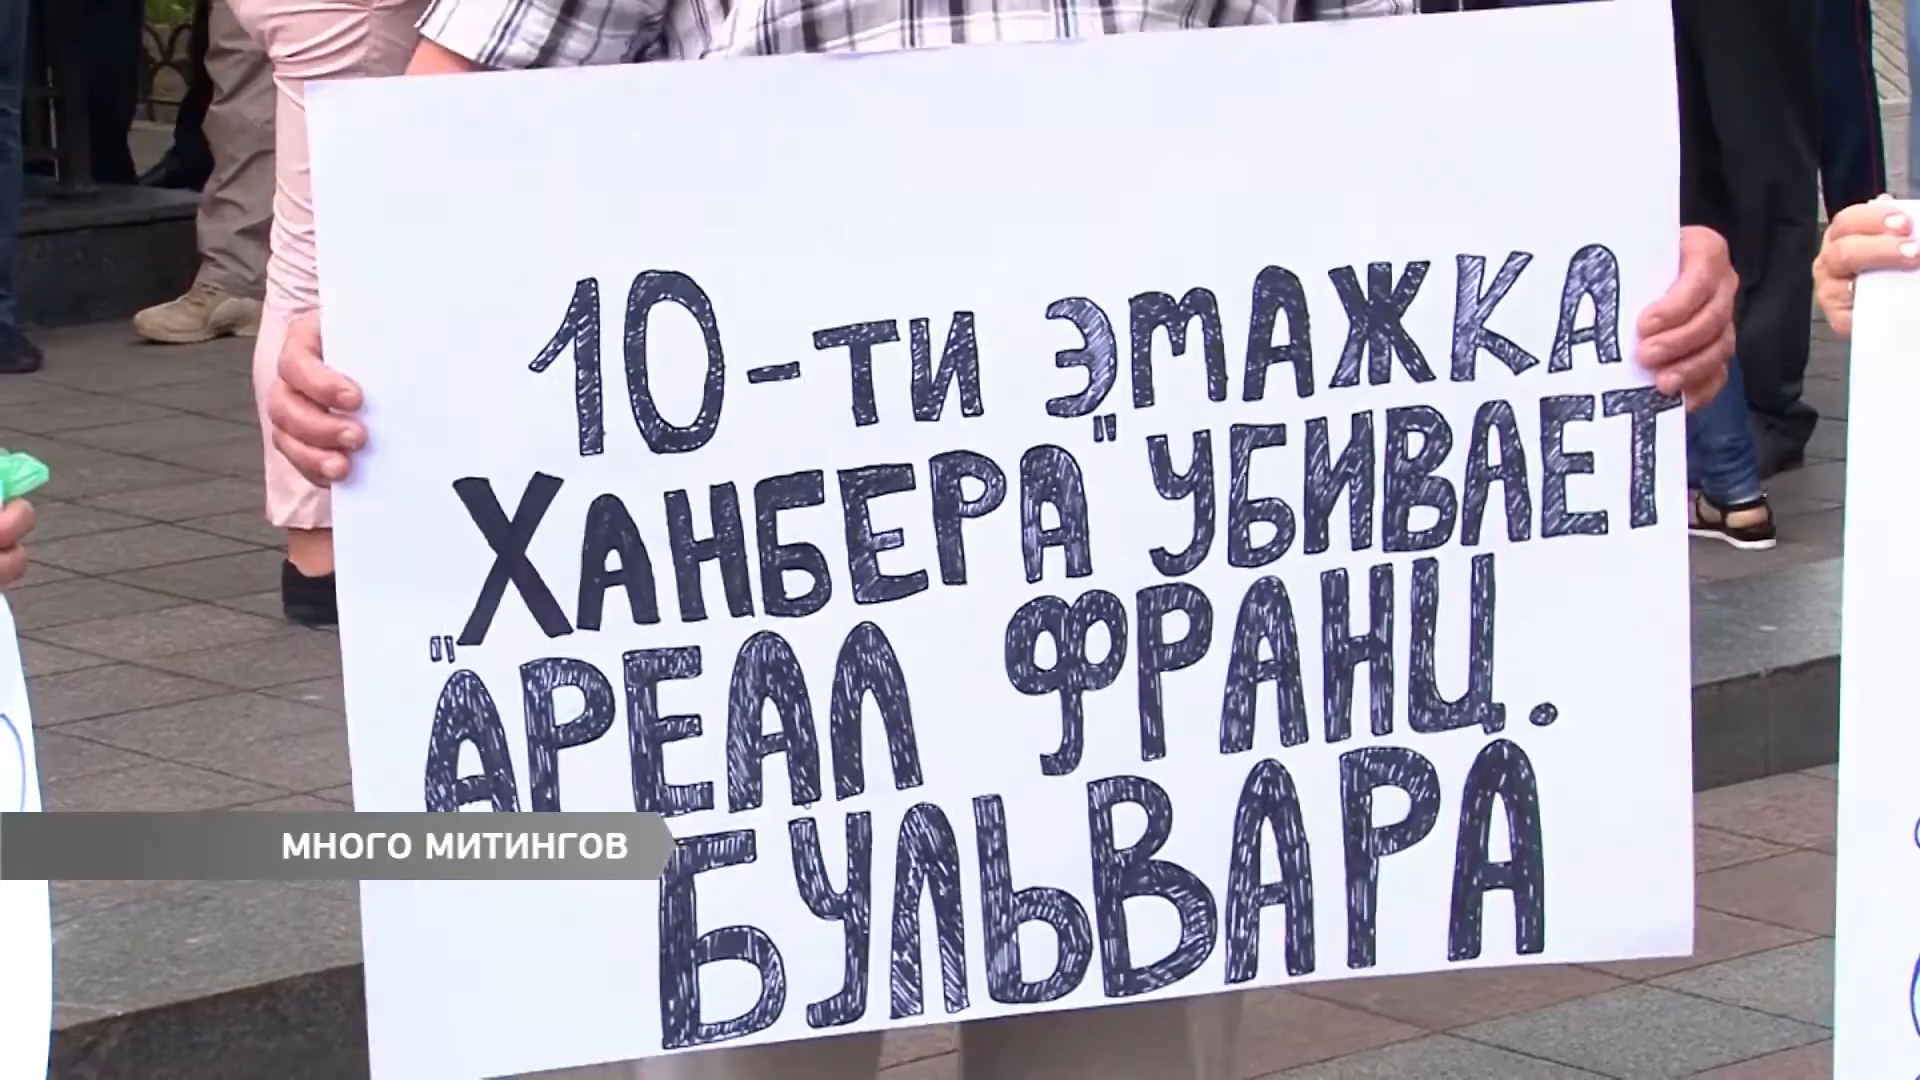 10-ти ЭМАЖКА
"ХАНБЕРА" УБИВАЕТ
АРЕАЛ ФРАНЦ.
БУЛЬВАРА
МНОГО МИТИНГОВ